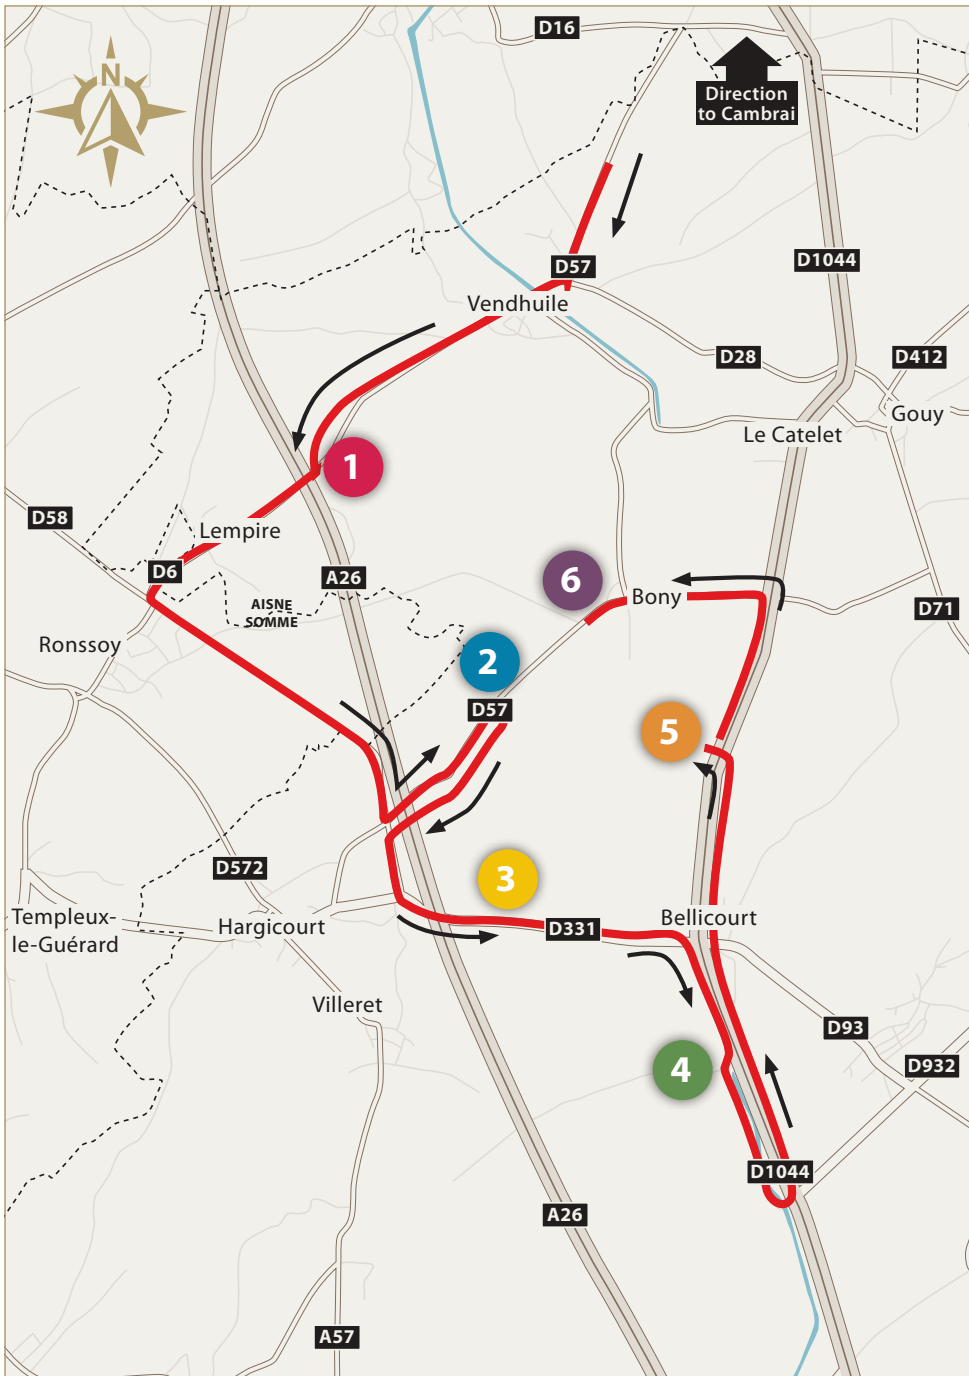 D16
N
Direction
to Cambrai
D1044
D57
Vendhuile
D28
D412
Gouy
Le Catelet
1
D58
Lempire
D6
A26
6
Bony
AISNE
SOMME
D71
Ronssoy
2
D57
5
D572
3
Templeux-
le-Guérard
Hargicourt
Bellicourt
D331
Villeret
D93
4
D932
D1044
A26
A57